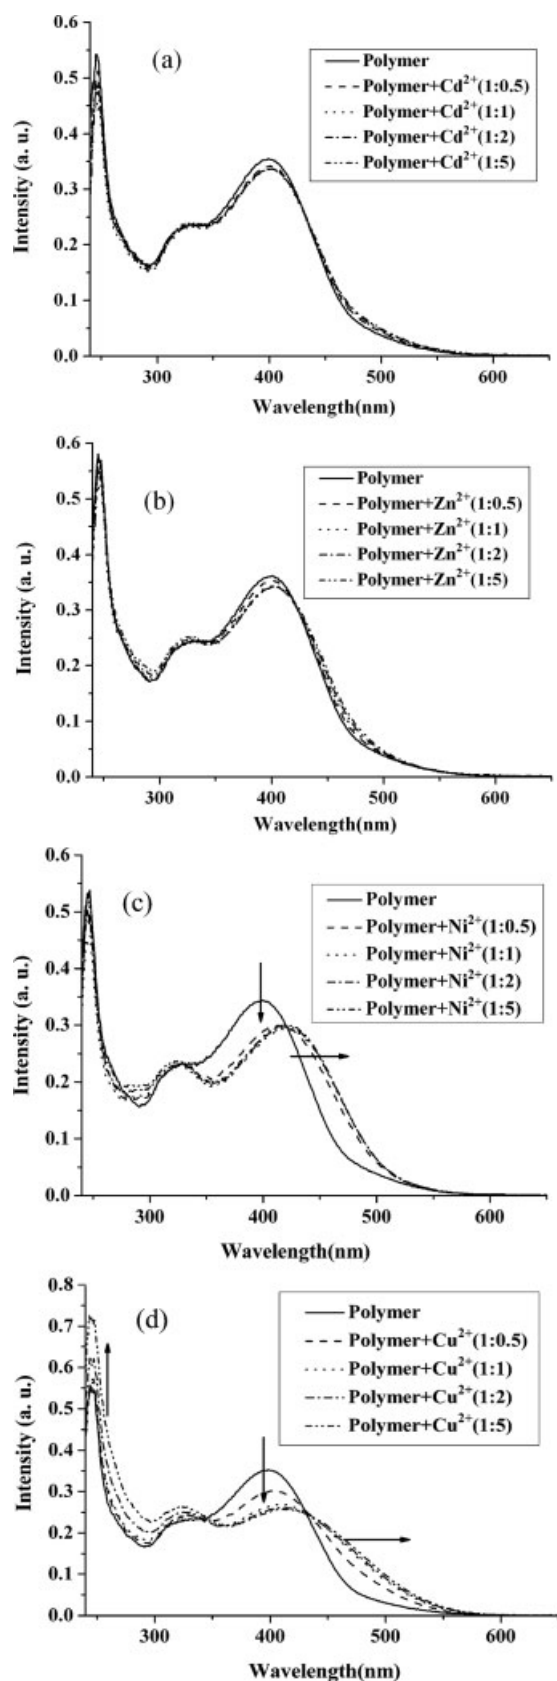 0.6
(a)
Polymer
Polymer+Cd²⁺(1:0.5)
Polymer+Cd²⁺(1:1)
Polymer+Cd²⁺(1:2)
Polymer+Cd²⁺(1:5)
0.5
0.4
0.3
0.2
0.1
0.0
Intensity (a. u.)
300 400 500 600
Wavelength(nm)
0.6
(b)
Polymer
Polymer+Zn²⁺(1:0.5)
Polymer+Zn²⁺(1:1)
Polymer+Zn²⁺(1:2)
Polymer+Zn²⁺(1:5)
0.5
0.4
0.3
0.2
0.1
0.0
Intensity (a. u.)
300 400 500 600
Wavelength(nm)
0.6
(c)
Polymer
Polymer+Ni²⁺(1:0.5)
Polymer+Ni²⁺(1:1)
Polymer+Ni²⁺(1:2)
Polymer+Ni²⁺(1:5)
0.5
0.4
0.3
0.2
0.1
0.0
Intensity (a. u.)
300 400 500 600
Wavelength(nm)
0.8
(d)
Polymer
Polymer+Cu²⁺(1:0.5)
Polymer+Cu²⁺(1:1)
Polymer+Cu²⁺(1:2)
Polymer+Cu²⁺(1:5)
0.7
0.6
0.5
0.4
0.3
0.2
0.1
0.0
Intensity (a. u.)
300 400 500 600
Wavelength(nm)